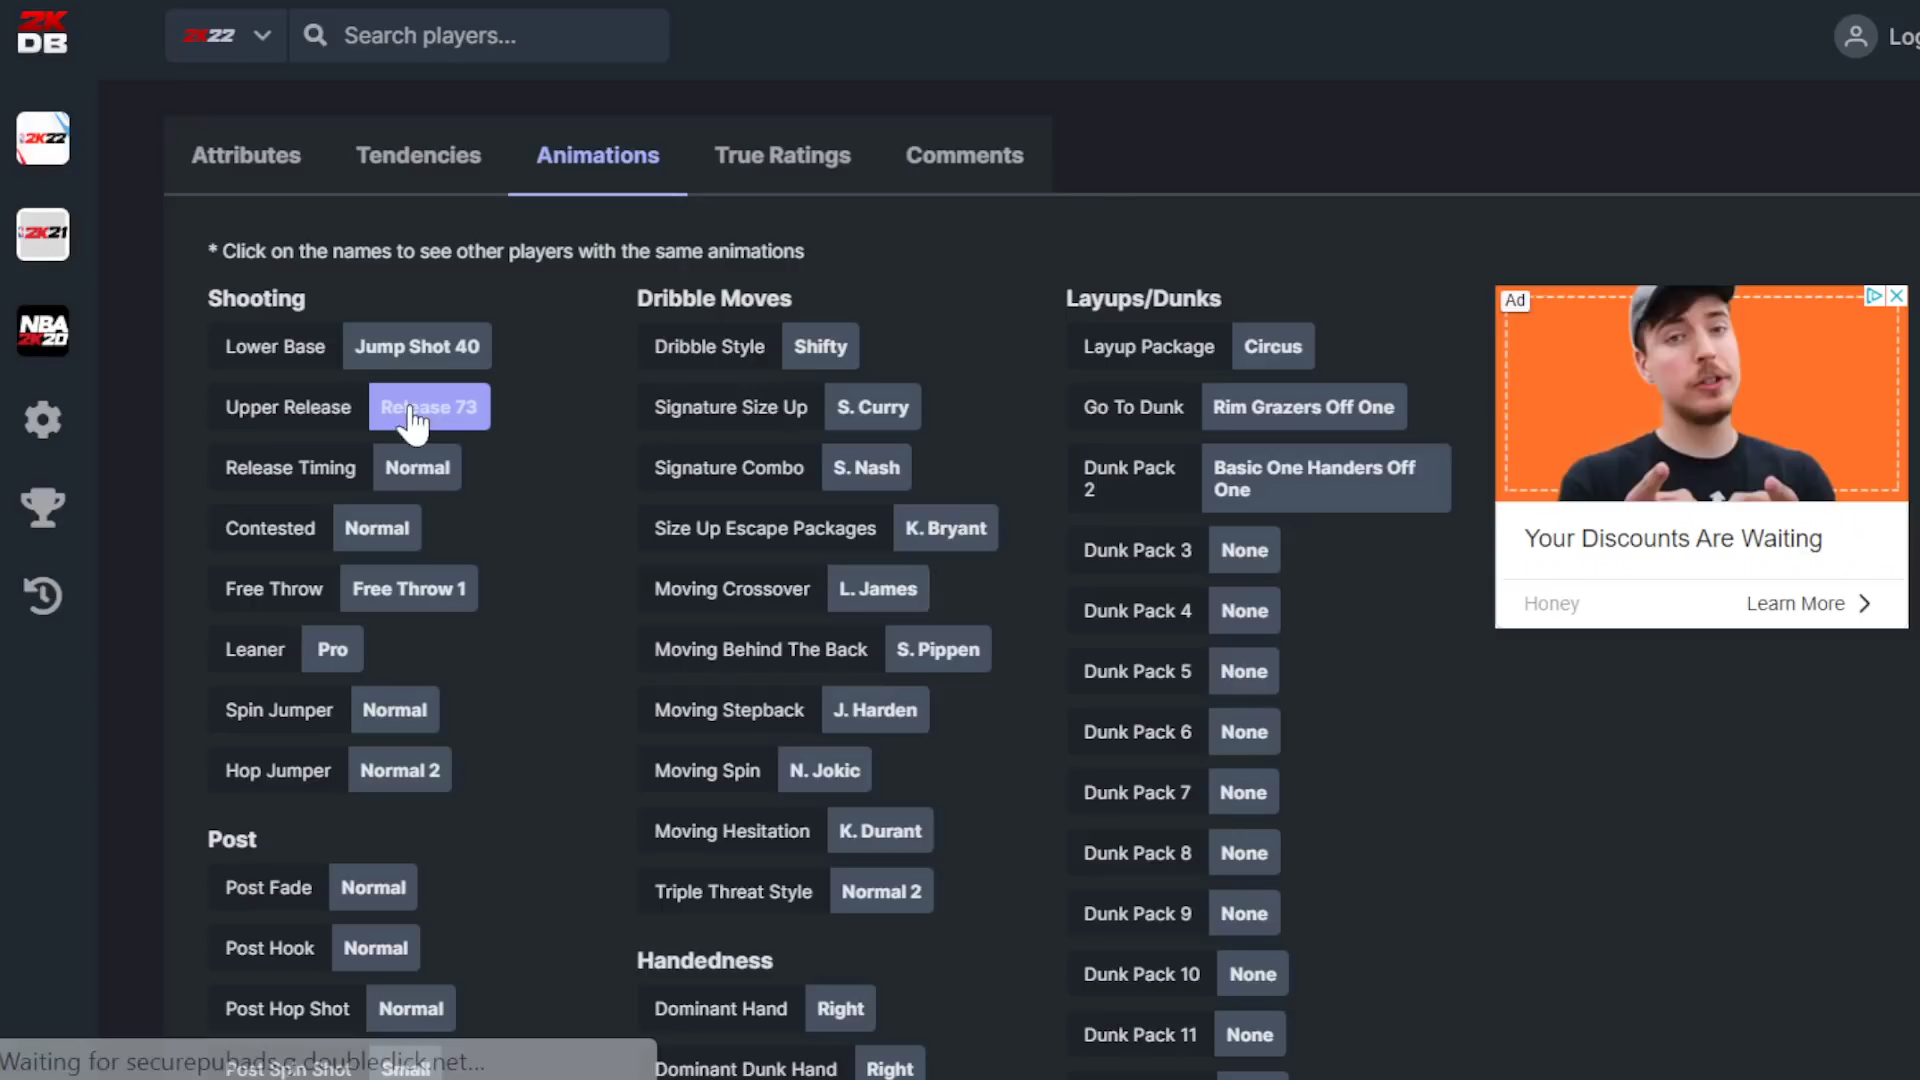 2K
DB
2K22
Search players...
Log
2K22
2K21
NBA
2K20
Attributes
Tendencies
Animations
True Ratings
Comments
* Click on the names to see other players with the same animations
Shooting
Lower Base Jump Shot 40
Upper Release Release 73
Release Timing Normal
Contested Normal
Free Throw Free Throw 1
Leaner Pro
Spin Jumper Normal
Hop Jumper Normal 2
Post
Post Fade Normal
Post Hook Normal
Post Hop Shot Normal
Post Spin Shot Small
Dribble Moves
Dribble Style Shifty
Signature Size Up S. Curry
Signature Combo S. Nash
Size Up Escape Packages K. Bryant
Moving Crossover L. James
Moving Behind The Back S. Pippen
Moving Stepback J. Harden
Moving Spin N. Jokic
Moving Hesitation K. Durant
Triple Threat Style Normal 2
Handedness
Dominant Hand Right
Dominant Dunk Hand Right
Layups/Dunks
Layup Package Circus
Go To Dunk Rim Grazers Off One
Dunk Pack
2
Basic One Handers Off
One
Dunk Pack 3 None
Dunk Pack 4 None
Dunk Pack 5 None
Dunk Pack 6 None
Dunk Pack 7 None
Dunk Pack 8 None
Dunk Pack 9 None
Dunk Pack 10 None
Dunk Pack 11 None
Ad
Your Discounts Are Waiting
Honey
Learn More
Waiting for securepubads.g.doubleclick.net...